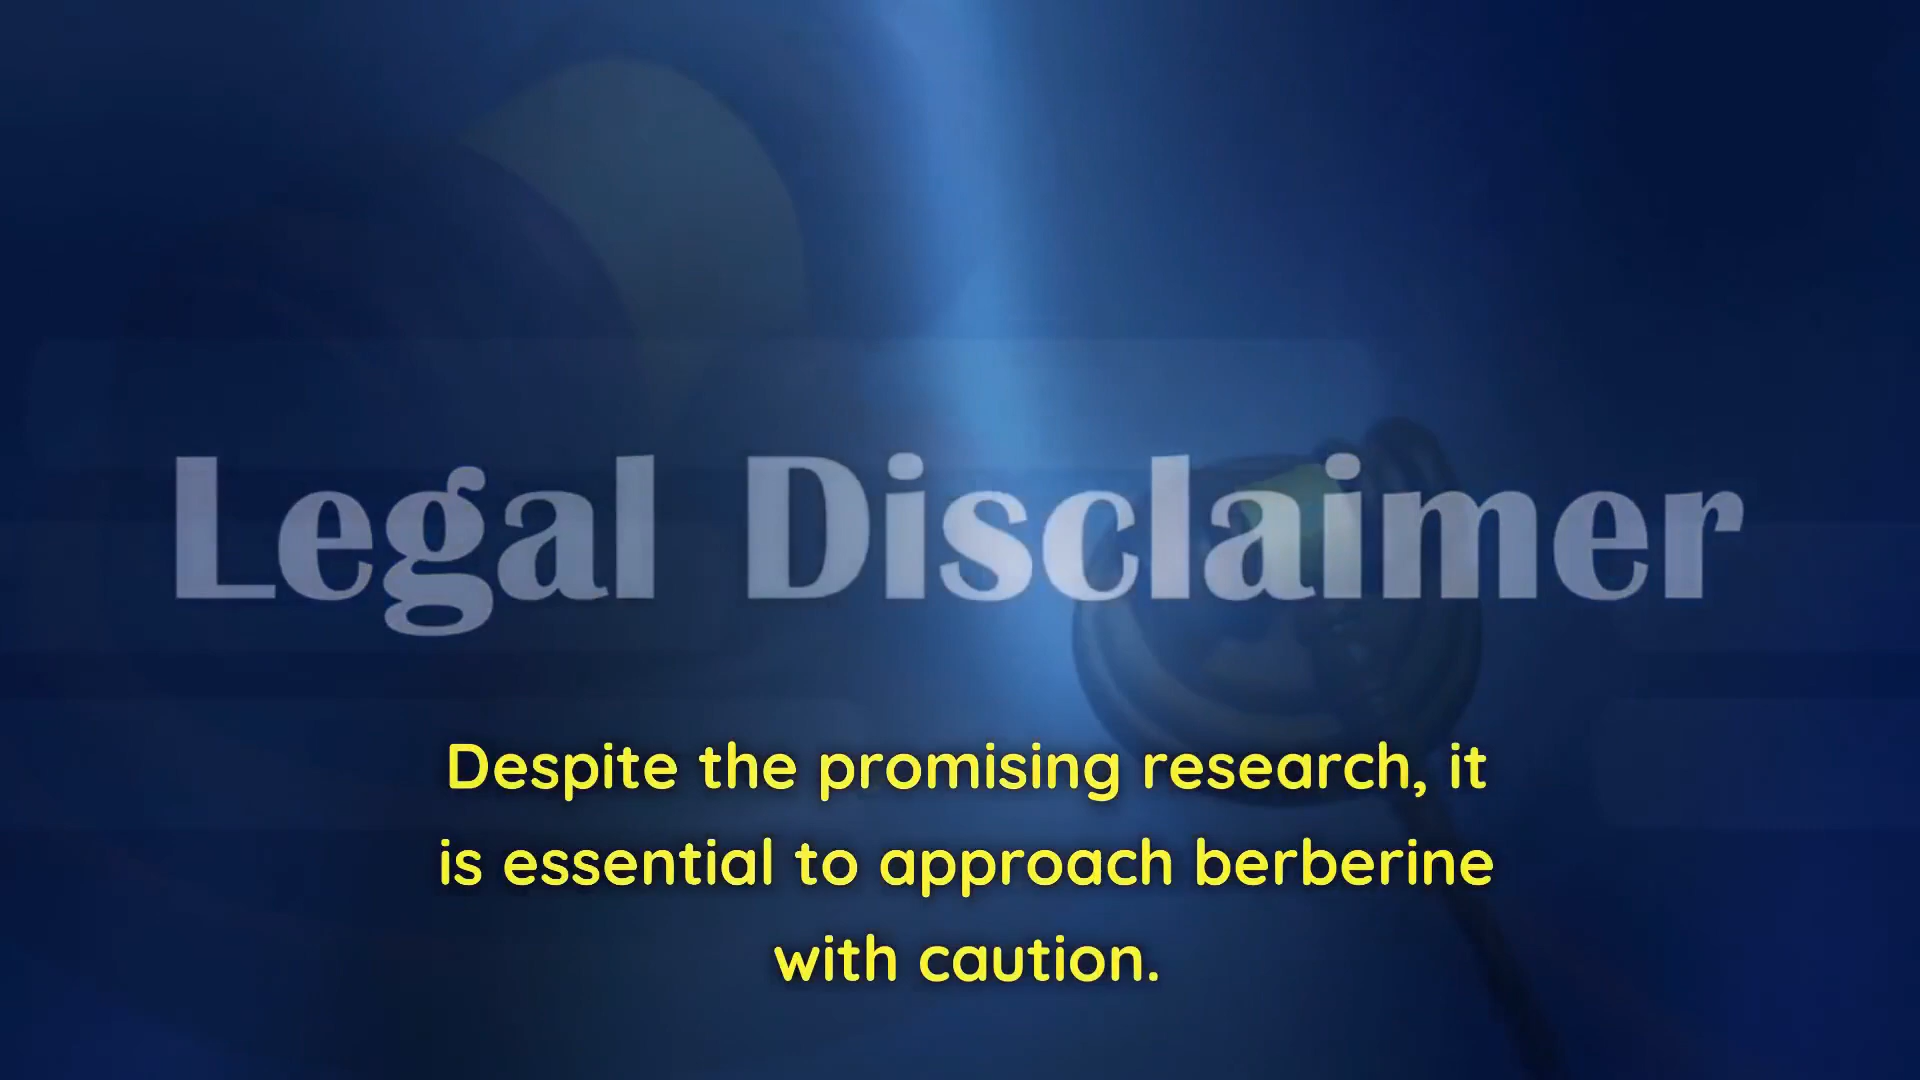 Legal Disclaimer
Despite the promising research, it
is essential to approach berberine
with caution.